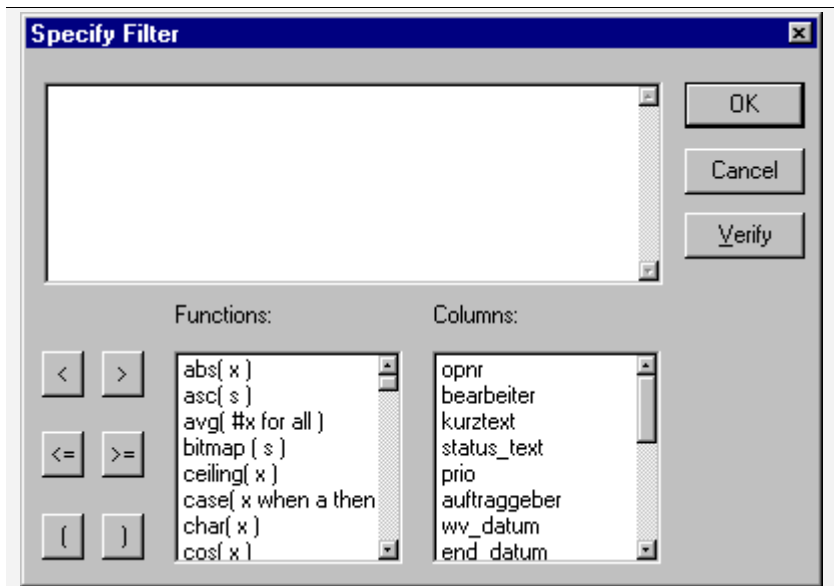 Specify Filter
OK
Cancel
Verify
Functions:
Columns:
<
>
<=
>=
(
)
abs( x )
asc( s )
avg( #x for all )
bitmap ( s )
ceiling( x )
case( x when a then
char( x )
cos( x )
opnr
bearbeiter
kurztext
status_text
prio
auftraggeber
wv_datum
end_datum